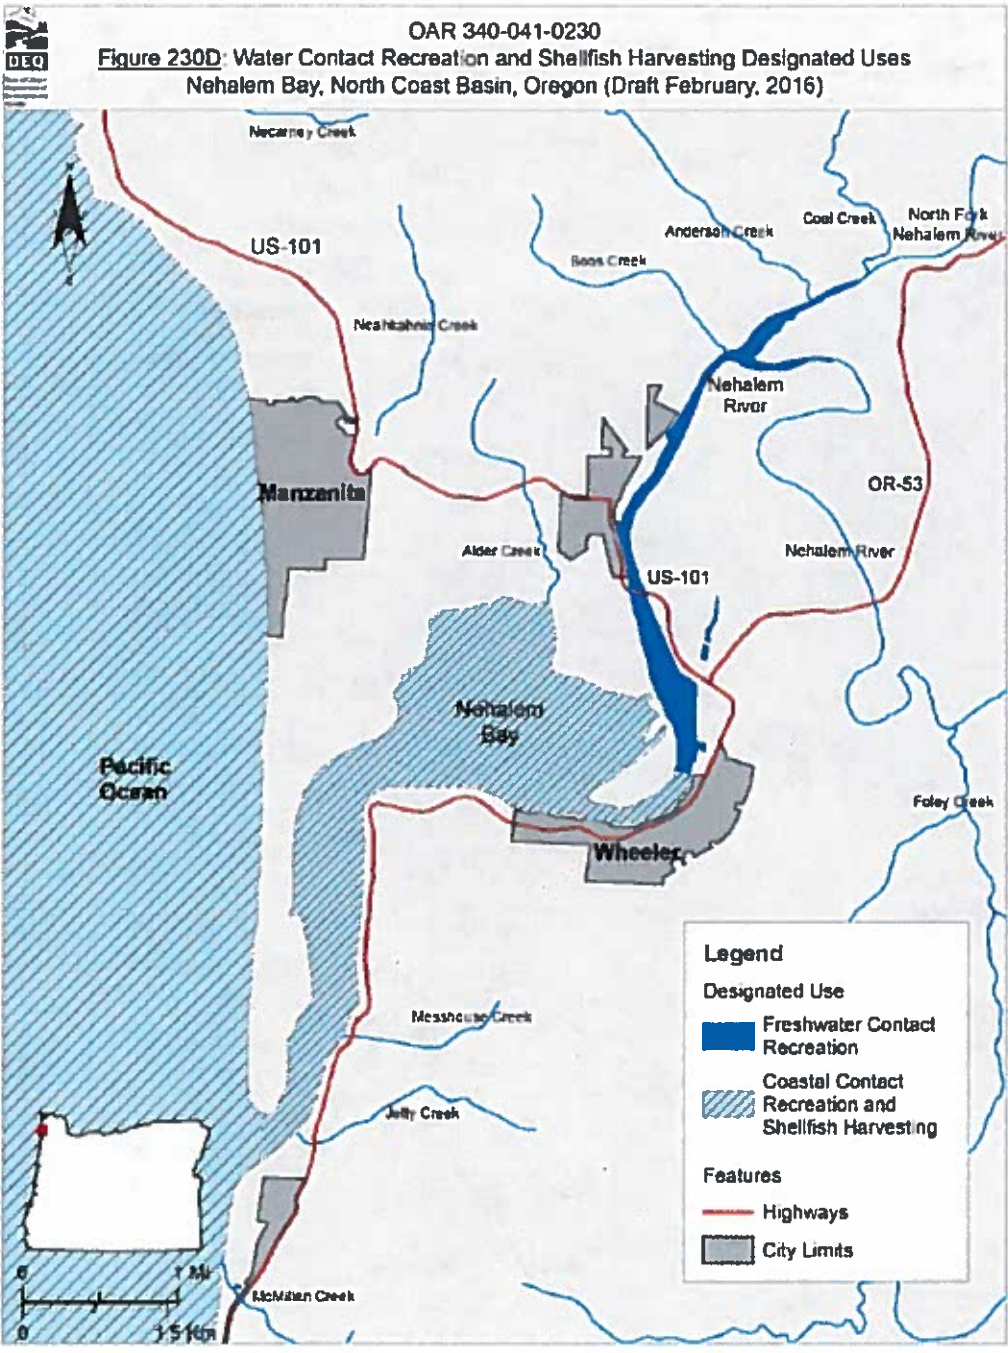 DEQ
OAR 340-041-0230
Figure 230D: Water Contact Recreation and Shellfish Harvesting Designated Uses
Nehalem Bay, North Coast Basin, Oregon (Draft February, 2016)
Necarney Creek
N
US-101
Anderson Creek
Coal Creek
North Fork
Nehalem River
Boos Creek
Neahkahnie Creek
Nehalem
River
Manzanita
OR-53
Alder Creek
Nehalem River
US-101
Nehalem
Bay
Pacific
Ocean
Foley Creek
Wheeler
Legend
Designated Use
Freshwater Contact
Recreation
Coastal Contact
Recreation and
Shellfish Harvesting
Features
Highways
City Limits
Messhouse Creek
Jetty Creek
0 1 Mi
0 1.5 Km
McMillan Creek